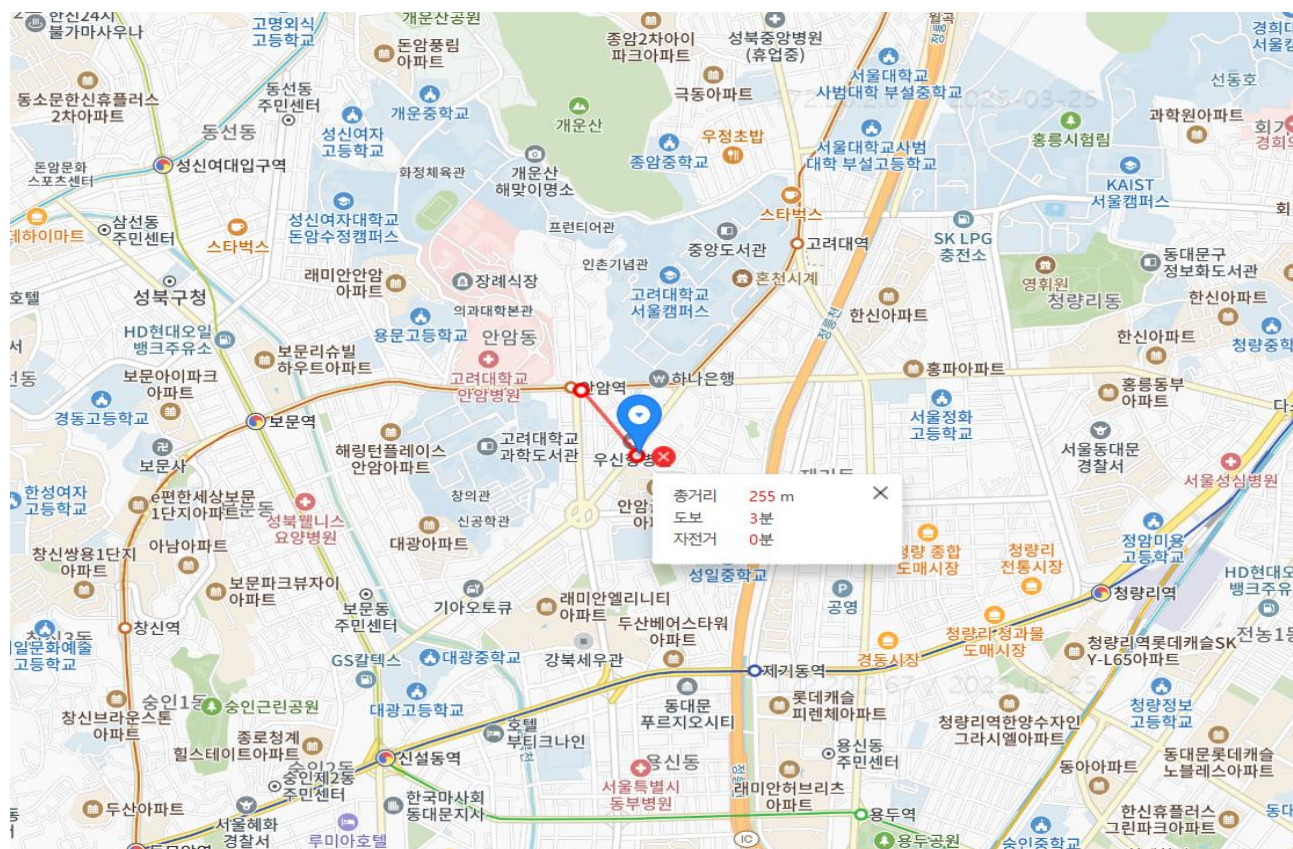 한신24시
불가마사우나
고명외식
고등학교
개운산공원
돈암풍림
아파트
종암2차아이
파크아파트
성북중앙병원
(휴업중)
월곡
정릉
경희대
서울캠
동소문한신휴플러스
2차아파트
동선동
주민센터
동선동
성신여자
고등학교
개운중학교
개운산
극동아파트
서울대학교
사범대학 부설중학교
2025-03-25
선동호
과학원아파트
홍릉시험림
회기
경희의
우정초밥
종암중학교
서울대학교사범
대학 부설고등학교
돈암문화
스포츠센터
성신여대입구역
화정체육관
개운산
해맞이명소
KAIST
서울캠퍼스
삼선동
주민센터
테하이마트
스타벅스
성신여자대학교
돈암수정캠퍼스
프런티어관
스타벅스
중앙도서관
고려대역
SK LPG
충전소
회
동대문구
정보화도서관
성북구청
호텔
래미안안암
아파트
장례식장
인촌기념관
고려대학교
서울캠퍼스
혼천시계
영휘원
청량리동
한신아파트
의과대학본관
안암동
용문고등학교
정릉천
한신아파트
한신아파트
청량중학
HD현대오일
뱅크주유소
서
보문리슈빌
하우트아파트
고려대학교
안암병원
안암역
하나은행
홍파아파트
홍릉동부
아파트
선동
보문아이파크
아파트
경동고등학교
보문역
서울정화
고등학교
다
보문사
해링턴플레이스
안암아파트
고려대학교
과학도서관
서울동대문
경찰서
서울성심병원
한성여자
고등학교
e편한세상보문
1단지아파트
성북웰니스
요양병원
창의관
신공학관
총거리 255 m
도보 3분
자전거 0분
제기동
창신쌍용1단지
아파트
아남아파트
대광아파트
성일중학교
청량 종합
도매시장
청량리
전통시장
정암미용
고등학교
보문파크뷰자이
아파트
보문동
주민센터
기아오토큐
래미안엘리니티
아파트
공영
청량리역
HD현대오
뱅크주유
창신역
두산베어스타워
아파트
청량리청과물
도매시장
전농1동
일문화예술
고등학교
GS칼텍스
대광중학교
강북세우관
경동시장
청량리역롯데캐슬SK
Y-L65아파트
제기동역
숭인1동
숭인근린공원
대광고등학교
동대문
푸르지오시티
롯데캐슬
피렌체아파트
청량리역한양수자인
그라시엘아파트
청량정보
고등학교
창신브라운스톤
아파트
종로청계
힐스테이트아파트
호텔
부티크나인
신설동역
용신동
용신동
주민센터
동대문롯데캐슬
노블레스아파트
숭인2동
숭인제2동
주민센터
서울특별시
동부병원
래미안허브리츠
아파트
동아아파트
두산아파트
서울혜화
경찰서
루미아호텔
한국마사회
동대문지사
용두역
한신휴플러스
그린파크아파트
IC
용두공원
숭인중학교